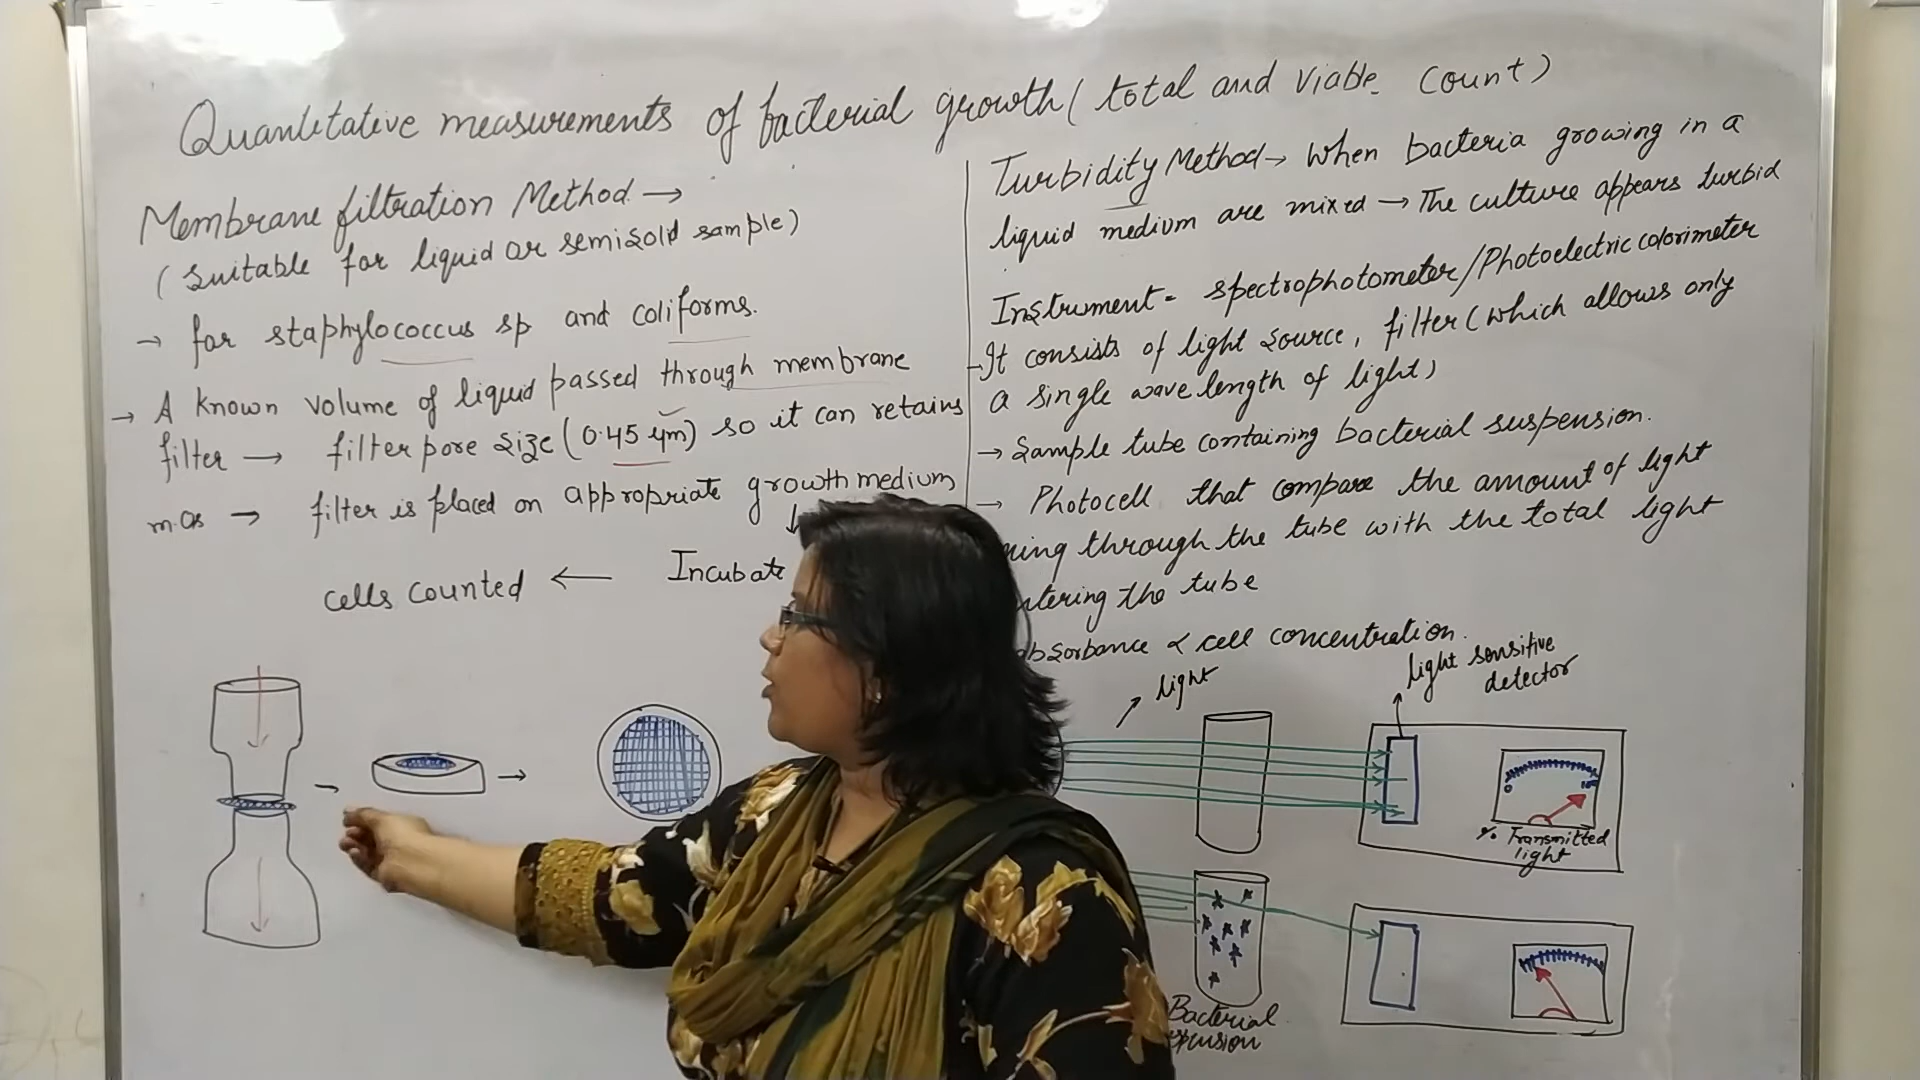 Quantitative measurements of bacterial growth (total and viable count)
Membrane filtration Method →
(suitable for liquid or semisolid sample)
→ for staphylococcus sp and coliforms.
→ A known volume of liquid passed through membrane
filter → filter pore size (0.45 μm) so it can retains
m.os → filter is placed on appropriate growth medium
↓
Incubate
cells counted ←
Turbidity Method → When bacteria growing in a
liquid medium are mixed → The culture appears turbid
Instrument = spectrophotometer/Photoelectric colorimeter
- It consists of light source, filter (which allows only
a single wave length of light)
→ Sample tube containing bacterial suspension.
→ Photocell that compare the amount of light
ming through the tube with the total light
ntering the tube
absorbance ∝ cell concentration.
light
light sensitive
detector
0
% Transmitted
light
Bacterial